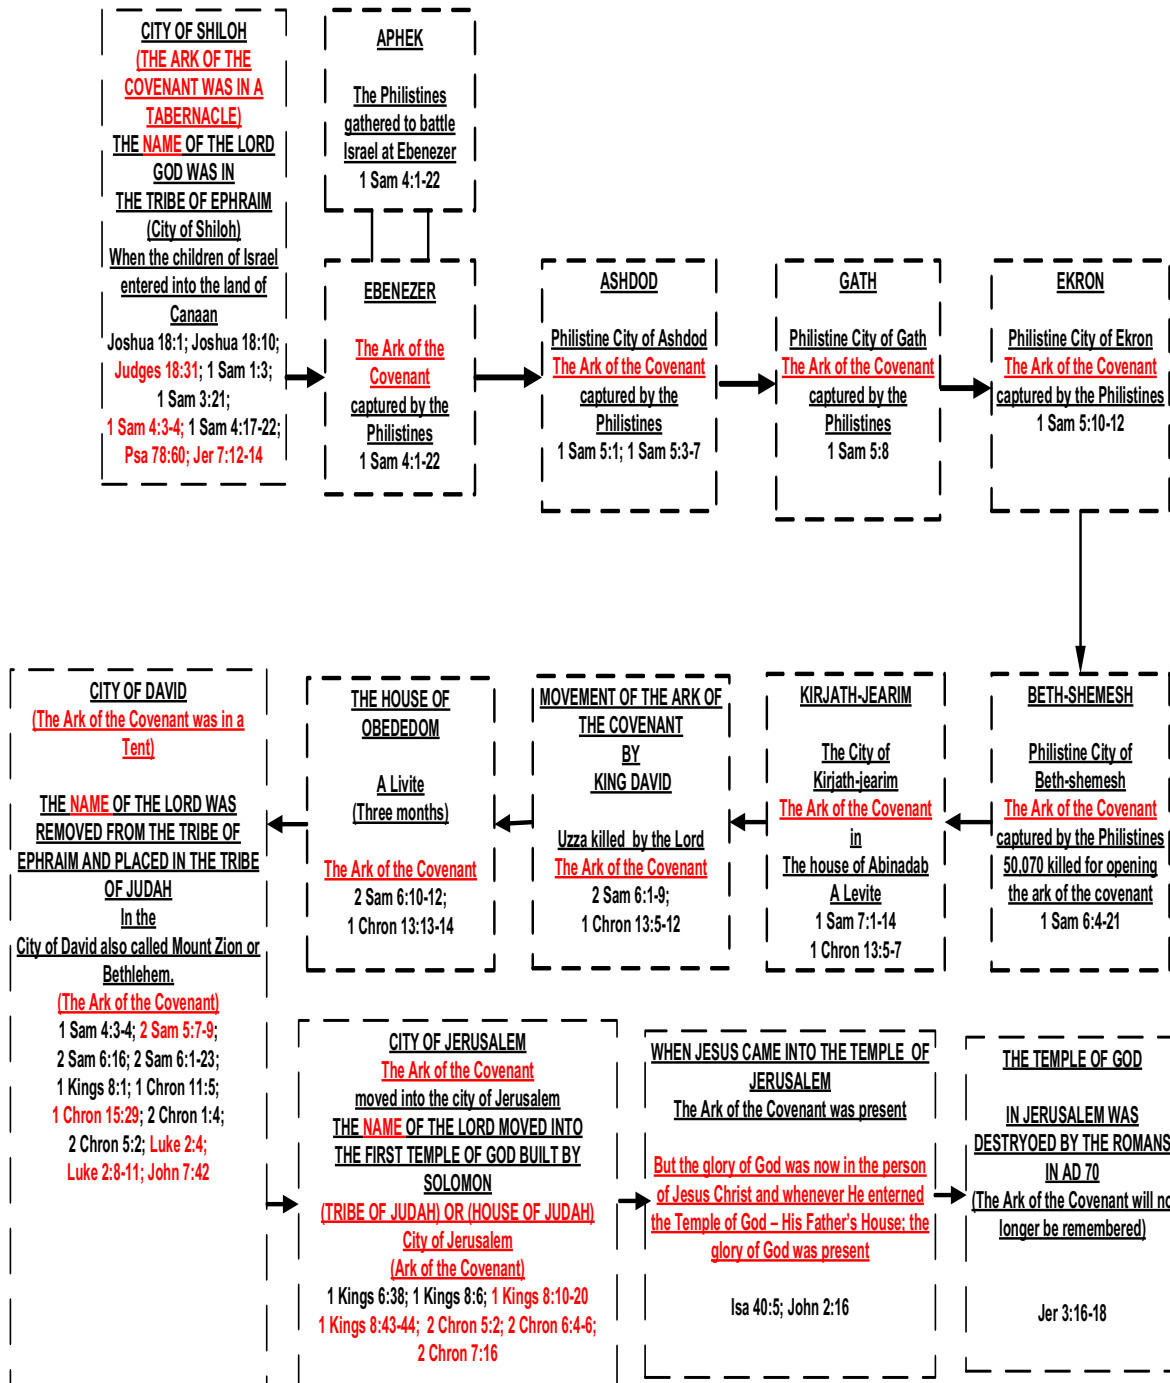 CITY OF SHILOH
(THE ARK OF THE
COVENANT WAS IN A
TABERNACLE)
THE NAME OF THE LORD
GOD WAS IN
THE TRIBE OF EPHRAIM
(City of Shiloh)
When the children of Israel
entered into the land of
Canaan
Joshua 18:1; Joshua 18:10;
Judges 18:31; 1 Sam 1:3;
1 Sam 3:21;
1 Sam 4:3-4; 1 Sam 4:17-22;
Psa 78:60; Jer 7:12-14
APHEK
The Philistines
gathered to battle
Israel at Ebenezer
1 Sam 4:1-22
EBENEZER
The Ark of the
Covenant
captured by the
Philistines
1 Sam 4:1-22
ASHDOD
Philistine City of Ashdod
The Ark of the Covenant
captured by the
Philistines
1 Sam 5:1; 1 Sam 5:3-7
GATH
Philistine City of Gath
The Ark of the Covenant
captured by the
Philistines
1 Sam 5:8
EKRON
Philistine City of Ekron
The Ark of the Covenant
captured by the Philistines
1 Sam 5:10-12
BETH-SHEMESH
Philistine City of
Beth-shemesh
The Ark of the Covenant
captured by the Philistines
50,070 killed for opening
the ark of the covenant
1 Sam 6:4-21
KIRJATH-JEARIM
The City of
Kirjath-jearim
The Ark of the Covenant
in
The house of Abinadab
A Levite
1 Sam 7:1-14
1 Chron 13:5-7
MOVEMENT OF THE ARK OF
THE COVENANT
BY
KING DAVID
Uzza killed by the Lord
The Ark of the Covenant
2 Sam 6:1-9;
1 Chron 13:5-12
THE HOUSE OF
OBEDEDOM
A Livite
(Three months)
The Ark of the Covenant
2 Sam 6:10-12;
1 Chron 13:13-14
CITY OF DAVID
(The Ark of the Covenant was in a
Tent)
THE NAME OF THE LORD WAS
REMOVED FROM THE TRIBE OF
EPHRAIM AND PLACED IN THE TRIBE
OF JUDAH
In the
City of David also called Mount Zion or
Bethlehem.
(The Ark of the Covenant)
1 Sam 4:3-4; 2 Sam 5:7-9;
2 Sam 6:16; 2 Sam 6:1-23;
1 Kings 8:1; 1 Chron 11:5;
1 Chron 15:29; 2 Chron 1:4;
2 Chron 5:2; Luke 2:4;
Luke 2:8-11; John 7:42
CITY OF JERUSALEM
The Ark of the Covenant
moved into the city of Jerusalem
THE NAME OF THE LORD MOVED INTO
THE FIRST TEMPLE OF GOD BUILT BY
SOLOMON
(TRIBE OF JUDAH) OR (HOUSE OF JUDAH)
City of Jerusalem
(Ark of the Covenant)
1 Kings 6:38; 1 Kings 8:6; 1 Kings 8:10-20
1 Kings 8:43-44; 2 Chron 5:2; 2 Chron 6:4-6;
2 Chron 7:16
WHEN JESUS CAME INTO THE TEMPLE OF
JERUSALEM
The Ark of the Covenant was present
But the glory of God was now in the person
of Jesus Christ and whenever He enterned
the Temple of God – His Father's House; the
glory of God was present
Isa 40:5; John 2:16
THE TEMPLE OF GOD
IN JERUSALEM WAS
DESTRYOED BY THE ROMANS
IN AD 70
(The Ark of the Covenant will no
longer be remembered)
Jer 3:16-18